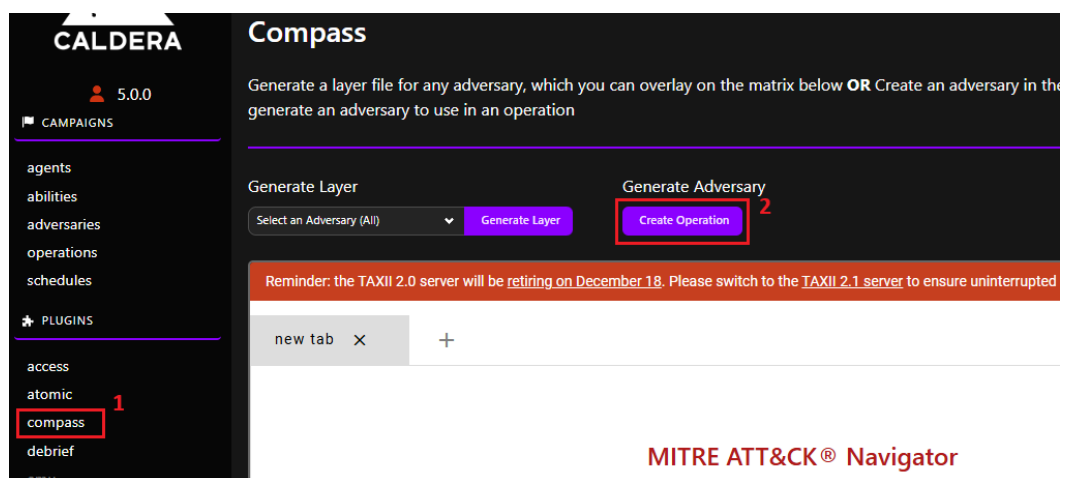 CALDERA
5.0.0
CAMPAIGNS
agents
abilities
adversaries
operations
schedules
PLUGINS
access
atomic
1
compass
debrief
Compass
Generate a layer file for any adversary, which you can overlay on the matrix below OR Create an adversary in the
generate an adversary to use in an operation
Generate Layer
Generate Adversary
Select an Adversary (All)
Generate Layer
Create Operation
2
Reminder: the TAXII 2.0 server will be retiring on December 18. Please switch to the TAXII 2.1 server to ensure uninterrupted
new tab
MITRE ATT&CK® Navigator